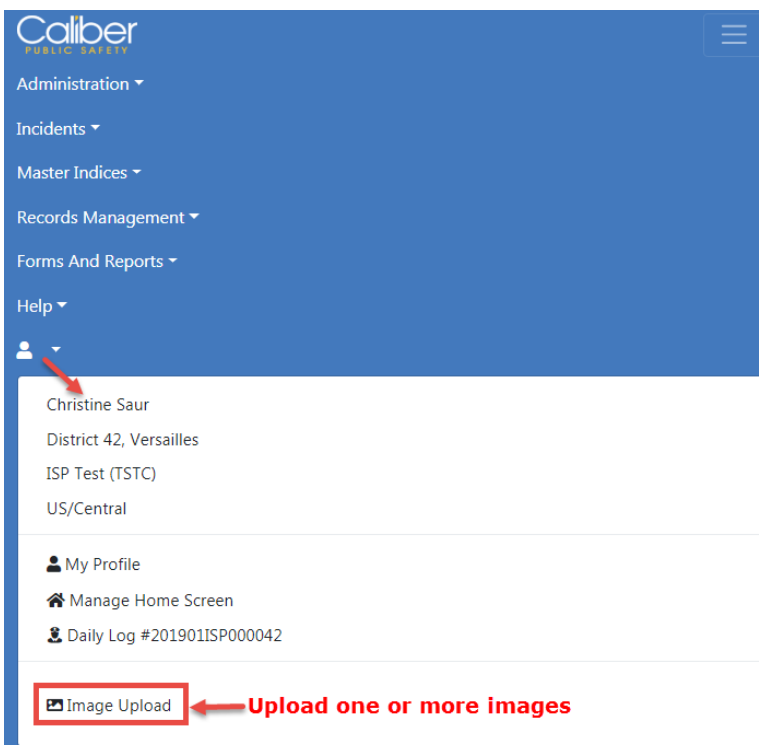 Caliber
PUBLIC SAFETY
Administration
Incidents
Master Indices
Records Management
Forms And Reports
Help
Christine Saur
District 42, Versailles
ISP Test (TSTC)
US/Central
My Profile
Manage Home Screen
Daily Log #201901ISP000042
Image Upload Upload one or more images